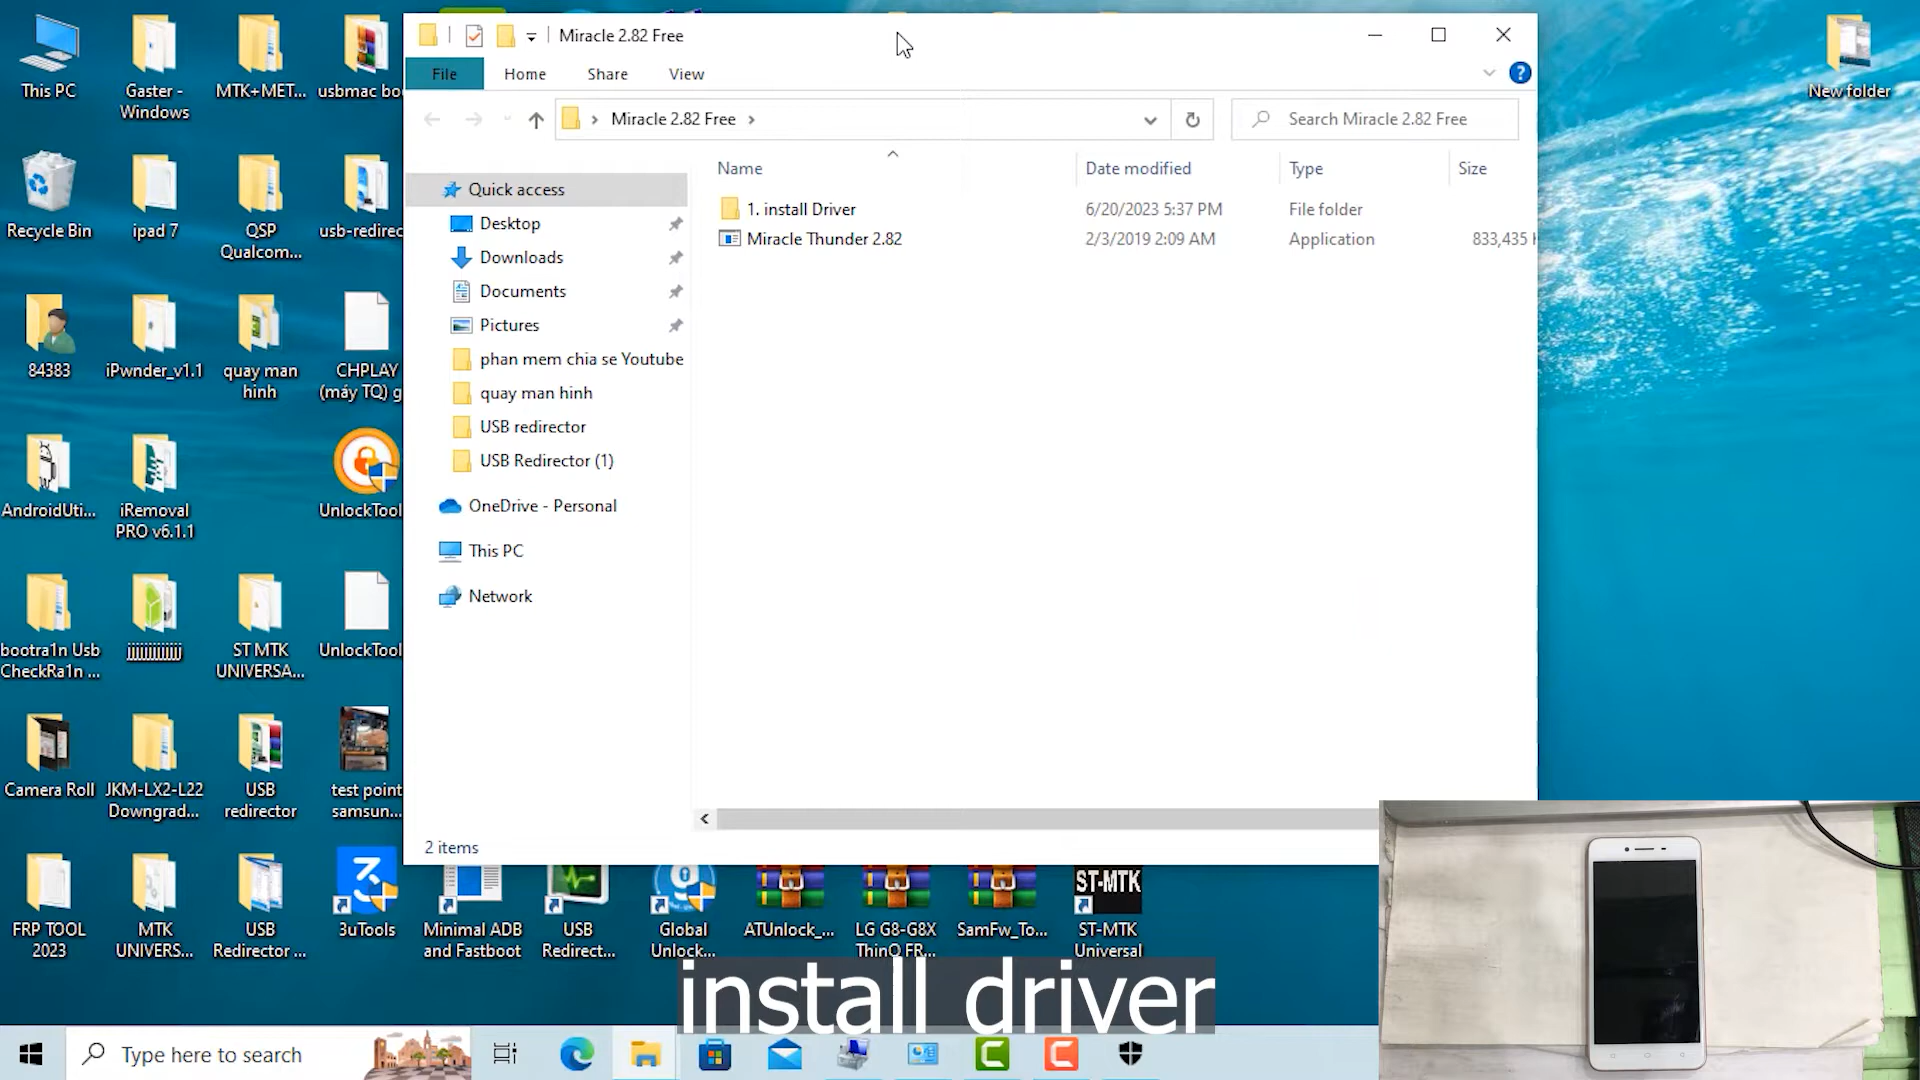 Miracle 2.82 Free
File
Home
Share
View
Miracle 2.82 Free
Search Miracle 2.82 Free
Name
Date modified
Type
Size
Quick access
Desktop
Downloads
Documents
Pictures
phan mem chia se Youtube
quay man hinh
USB redirector
USB Redirector (1)
OneDrive - Personal
This PC
Network
1. install Driver
6/20/2023 5:37 PM
File folder
Miracle Thunder 2.82
2/3/2019 2:09 AM
Application
833,435
2 items
This PC
Gaster -
Windows
MTK+MET...
usbmac
New folder
Recycle Bin
ipad 7
QSP
Qualcom...
usb-redirec
84383
iPwnder_v1.1
quay man
hinh
CHPLAY
(máy TQ) g
AndroidUti...
iRemoval
PRO v6.1.1
UnlockTool
bootra1n Usb
CheckRa1n ...
jjjjjjjjjjjjj
ST MTK
UNIVERSA...
UnlockTool
Camera Roll
JKM-LX2-L22
Downgrad...
USB
redirector
test point
samsun...
FRP TOOL
2023
MTK
UNIVERS...
USB
Redirector ...
3uTools
Minimal ADB
and Fastboot
USB
Redirect...
Global
Unlock...
ATUnlock_...
LG G8-G8X
ThinQ FR...
SamFw_To...
ST-MTK
ST-MTK
Universal
install driver
Type here to search